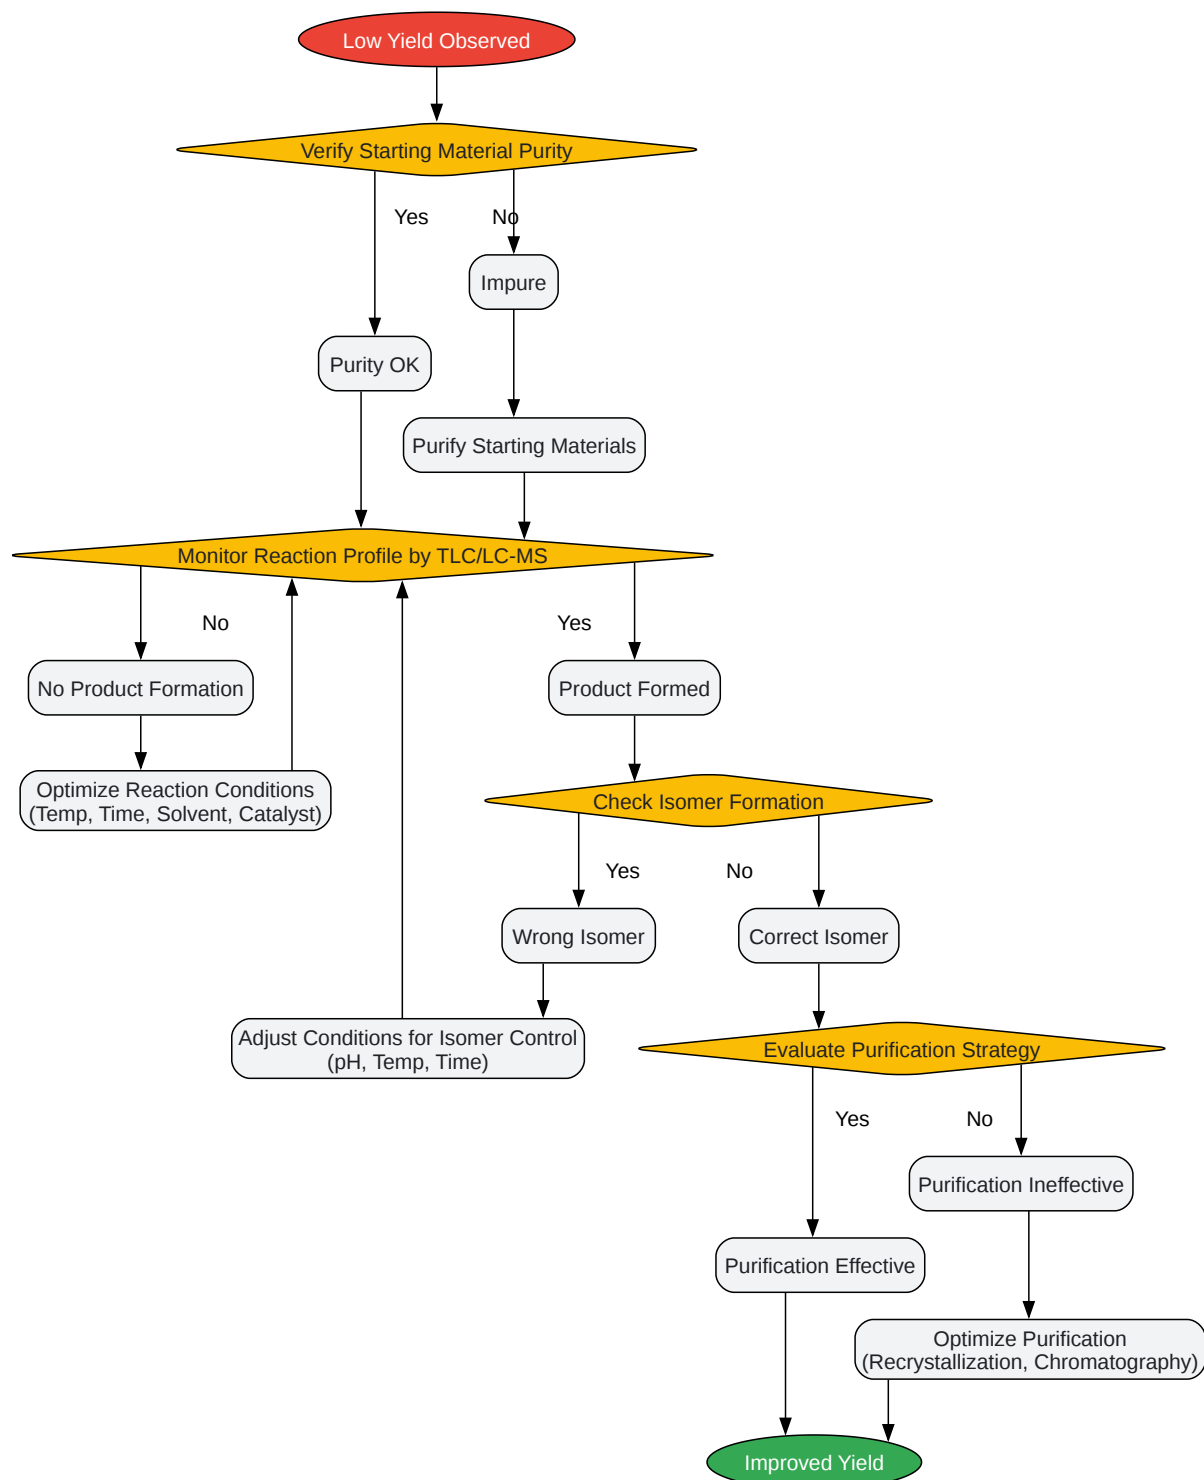 Low Yield Observed
Verify Starting Material Purity
Yes
No
Impure
Purity OK
Purify Starting Materials
Monitor Reaction Profile by TLC/LC-MS
No
Yes
No Product Formation
Product Formed
Optimize Reaction Conditions
(Temp, Time, Solvent, Catalyst)
Check Isomer Formation
Yes
No
Wrong Isomer
Correct Isomer
Adjust Conditions for Isomer Control
(pH, Temp, Time)
Evaluate Purification Strategy
Yes
No
Purification Ineffective
Purification Effective
Optimize Purification
(Recrystallization, Chromatography)
Improved Yield